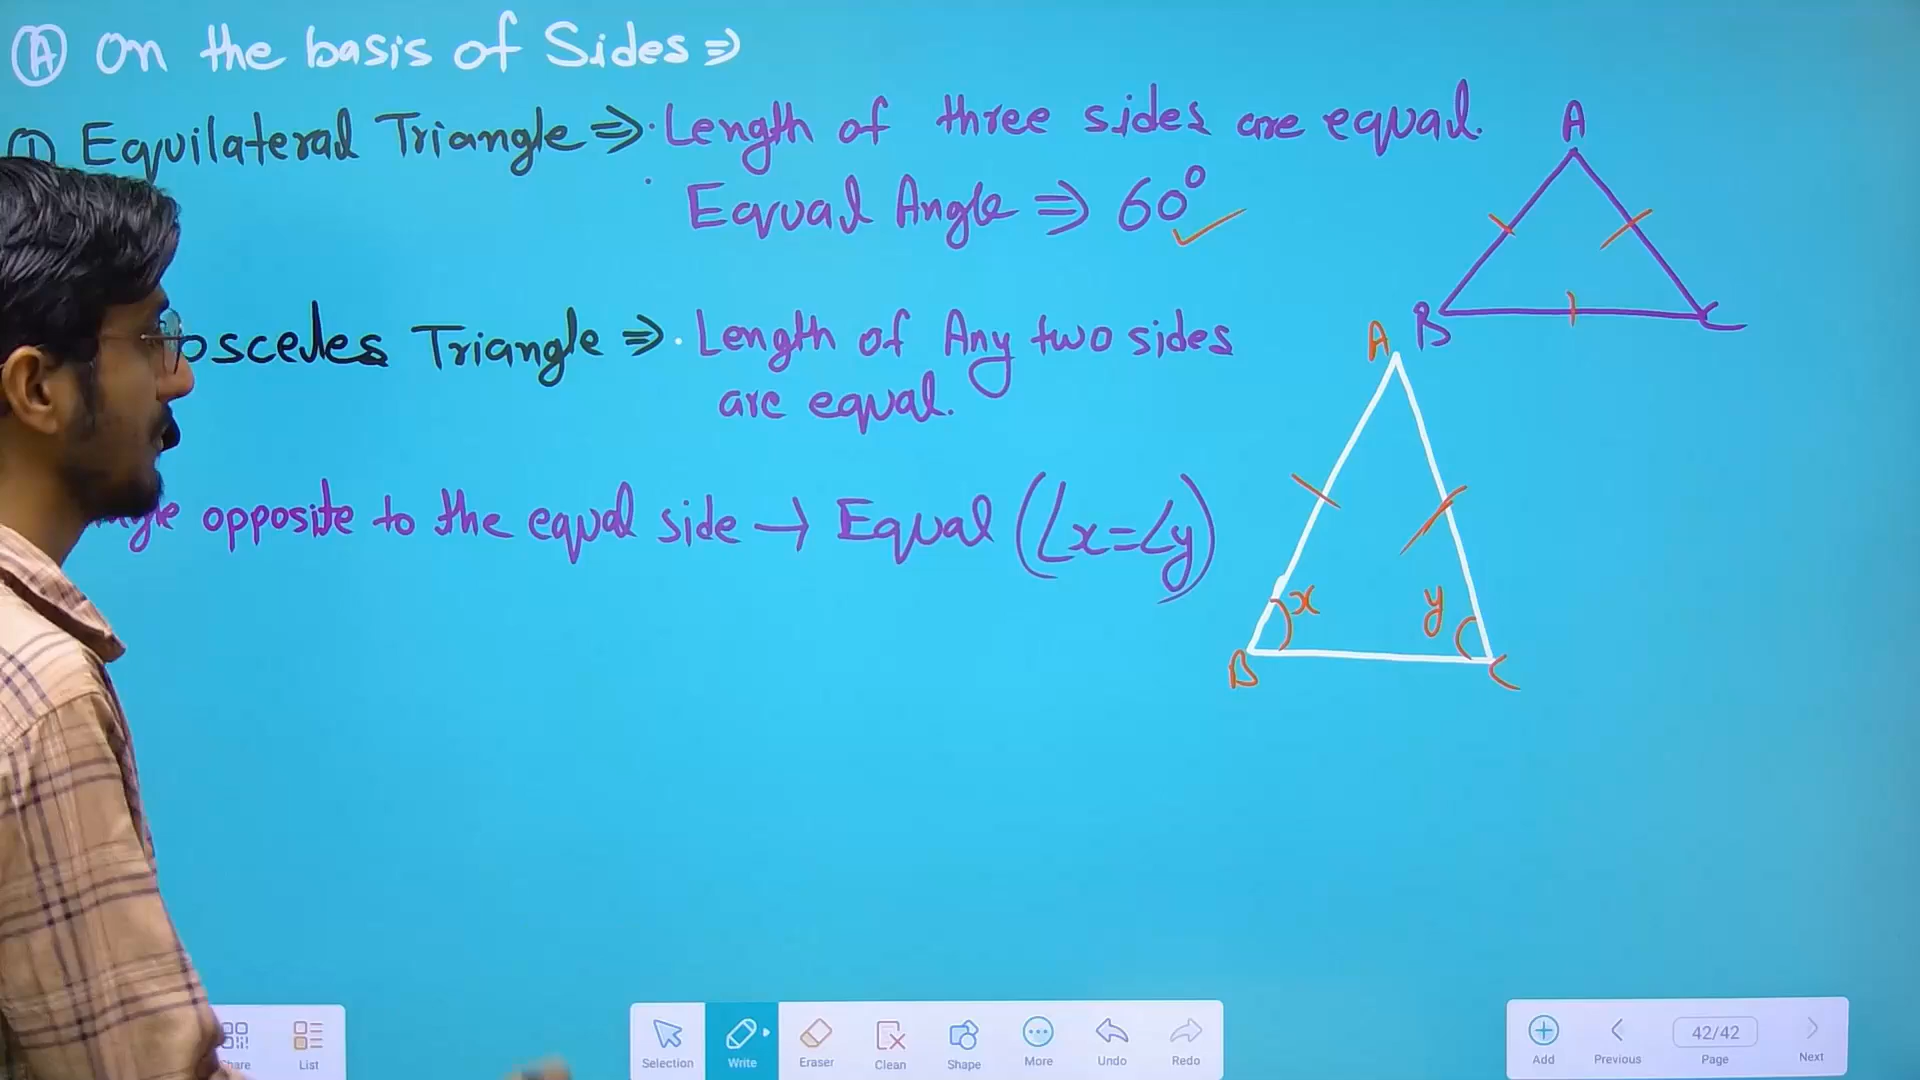 Ⓐ On the basis of Sides ⇒
① Equilateral Triangle ⇒ · Length of three sides are equal.
· Equal Angle ⇒ 60°
Triangle ⇒ · Length of Any two sides
are equal.
opposite to the equal side → Equal (∠x=∠y)
A
B
C
A
x
y
B
C
List
Selection
Write
Eraser
Clean
Shape
More
Undo
Redo
Add
Previous
42/42
Page
Next